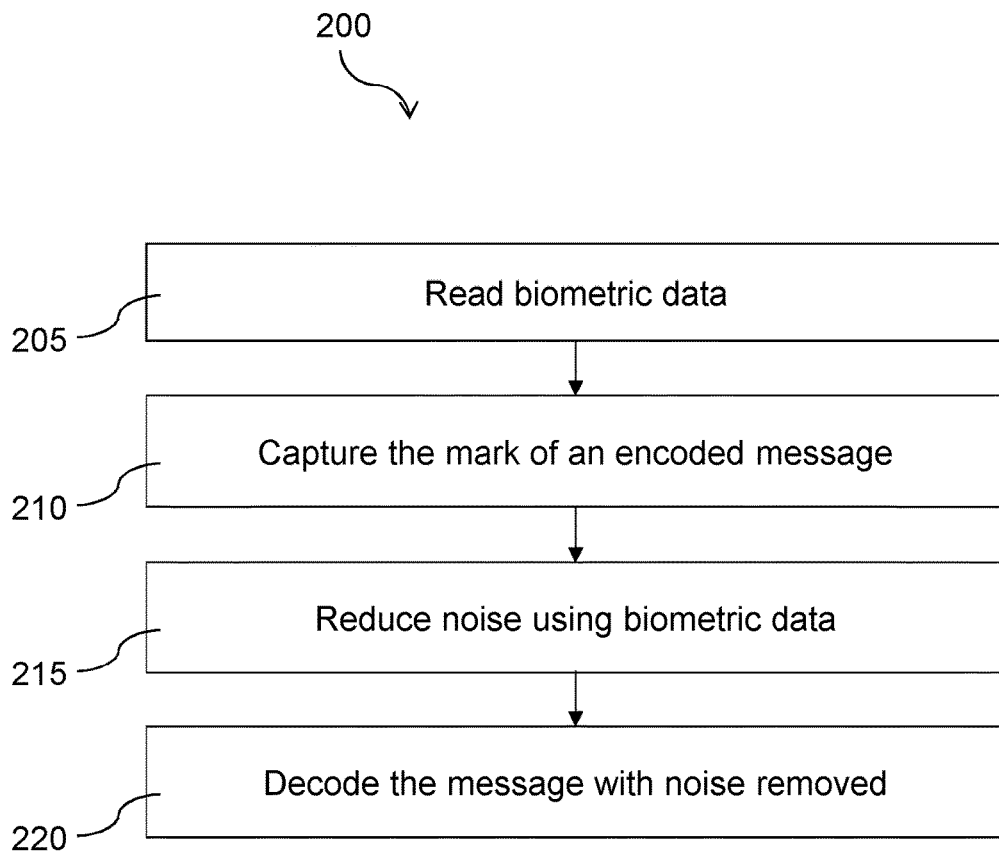 200
Read biometric data
205
Capture the mark of an encoded message
210
Reduce noise using biometric data
215
Decode the message with noise removed
220